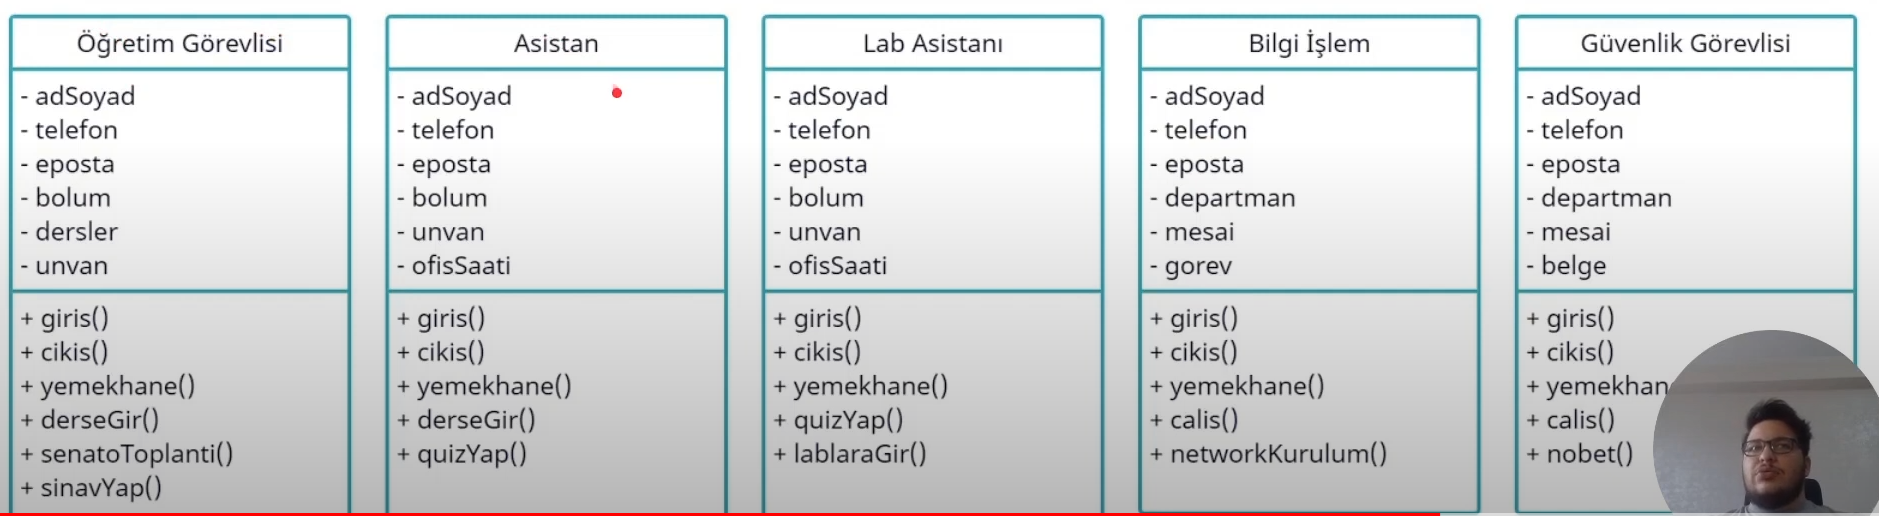 Öğretim Görevlisi
- adSoyad
- telefon
- eposta
- bolum
- dersler
- unvan
+ giris()
+ cikis()
+ yemekhane()
+ derseGir()
+ senatoToplanti()
+ sinavYap()
Asistan
- adSoyad
- telefon
- eposta
- bolum
- unvan
- ofisSaati
+ giris()
+ cikis()
+ yemekhane()
+ derseGir()
+ quizYap()
Lab Asistanı
- adSoyad
- telefon
- eposta
- bolum
- unvan
- ofisSaati
+ giris()
+ cikis()
+ yemekhane()
+ quizYap()
+ lablaraGir()
Bilgi İşlem
- adSoyad
- telefon
- eposta
- departman
- mesai
- gorev
+ giris()
+ cikis()
+ yemekhane()
+ calis()
+ networkKurulum()
Güvenlik Görevlisi
- adSoyad
- telefon
- eposta
- departman
- mesai
- belge
+ giris()
+ cikis()
+ yemekhan
+ calis()
+ nobet()